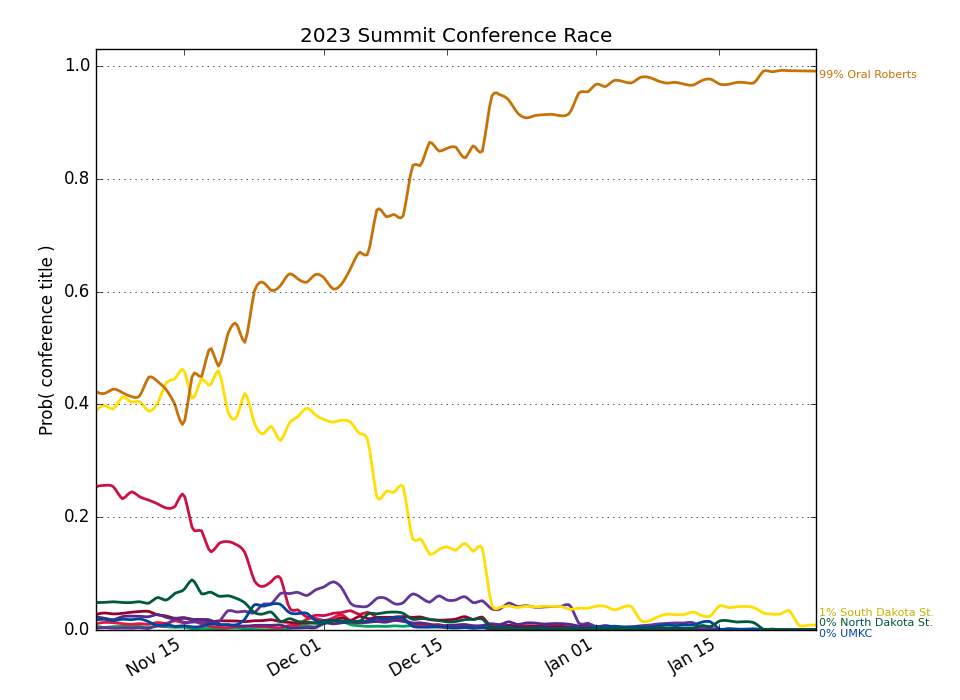 2023 Summit Conference Race
Prob( conference title )
1.0
0.8
0.6
0.4
0.2
0.0
Nov 15
Dec 01
Dec 15
Jan 01
Jan 15
99% Oral Roberts
1% South Dakota St.
0% North Dakota St.
0% UMKC